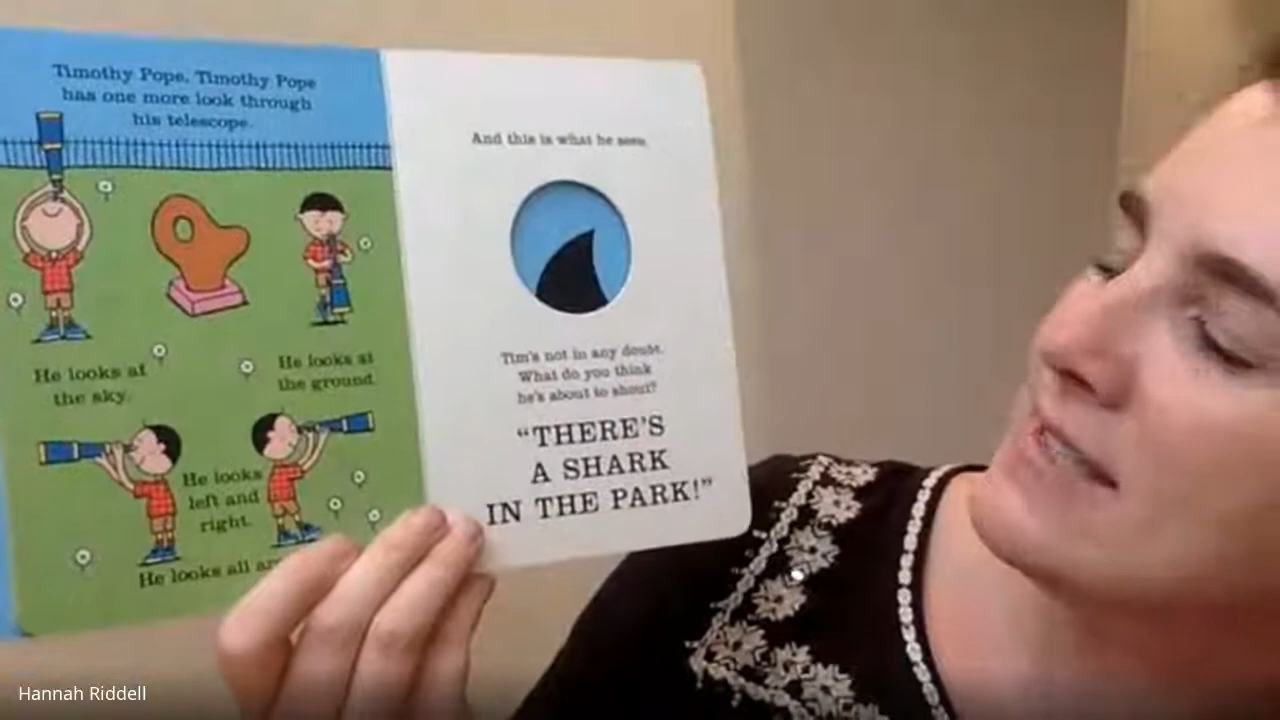 Timothy Pope, Timothy Pope
has one more look through
his telescope.
He looks at
the sky.
He looks at
the ground.
He looks
left and
right.
He looks all
And this is what he sees.
Tim's not in any doubt.
What do you think
he's about to shout?
“THERE'S
A SHARK
IN THE PARK!”
Hannah Riddell